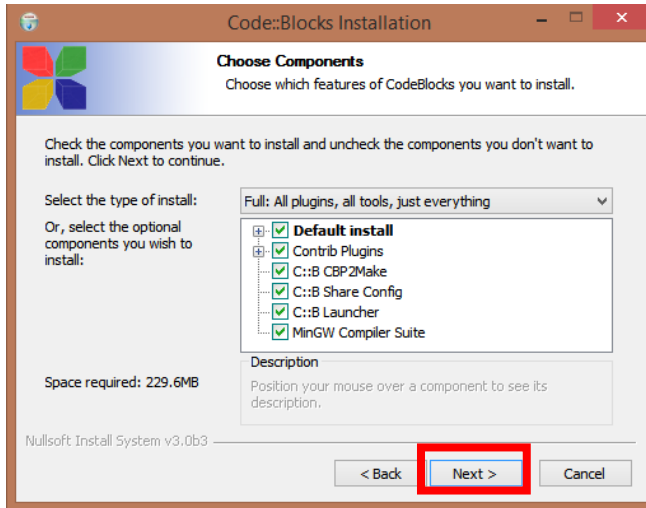 Code::Blocks Installation
Choose Components
Choose which features of CodeBlocks you want to install.
Check the components you want to install and uncheck the components you don't want to
install. Click Next to continue.
Select the type of install:
Full: All plugins, all tools, just everything
Or, select the optional
components you wish to
install:
Default install
Contrib Plugins
C::B CBP2Make
C::B Share Config
C::B Launcher
MinGW Compiler Suite
Space required: 229.6MB
Description
Position your mouse over a component to see its
description.
Nullsoft Install System v3.0b3
< Back
Next >
Cancel